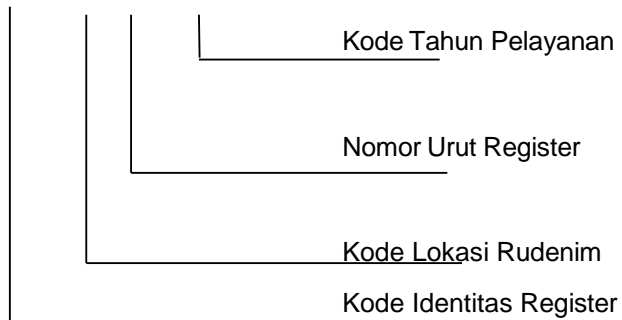 Kode Tahun Pelayanan
Nomor Urut Register
Kode Lokasi Rudenim
Kode Identitas Register